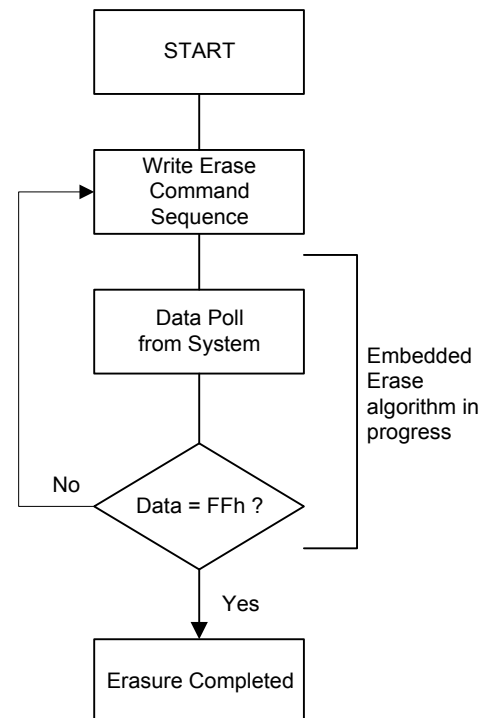 START
Write Erase
Command
Sequence
Data Poll
from System
Embedded
Erase
algorithm in
progress
No
Data = FFh ?
Yes
Erasure Completed